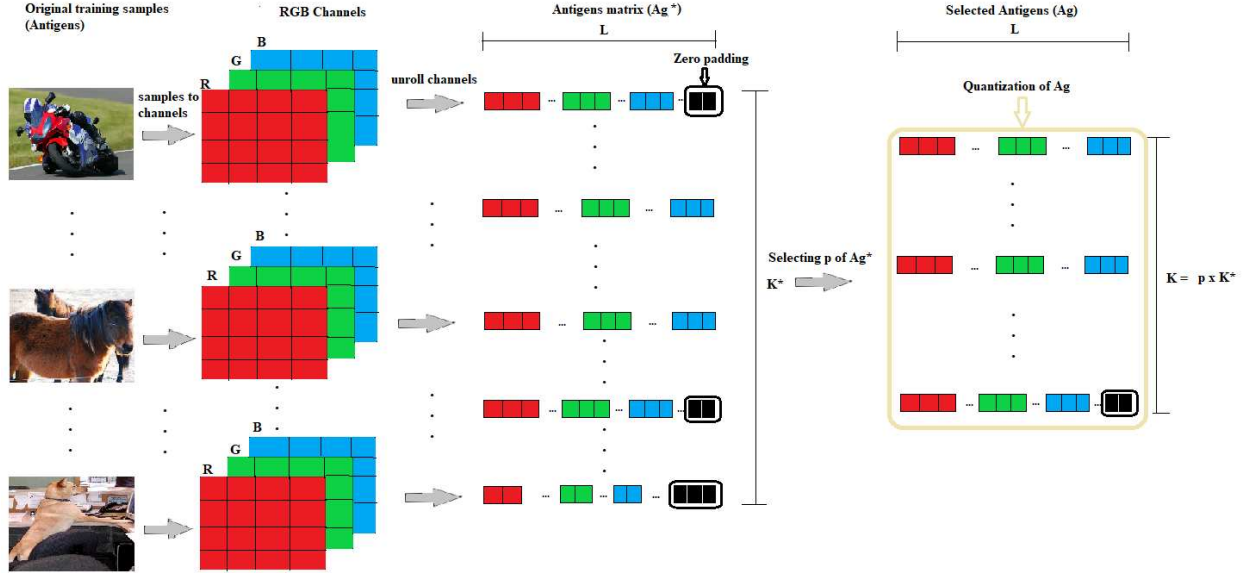 Original training samples
(Antigens)
RGB Channels
Antigens matrix (Ag *)
Selected Antigens (Ag)
L
L
B
G
R
samples to
channels
unroll channels
Zero padding
Quantization of Ag
... ... ...
... ...
... ...
B
G
R
... ...
Selecting p of Ag*
K*
... ...
K = p x K*
... ...
... ... ...
... ... ...
B
G
R
... ... ...